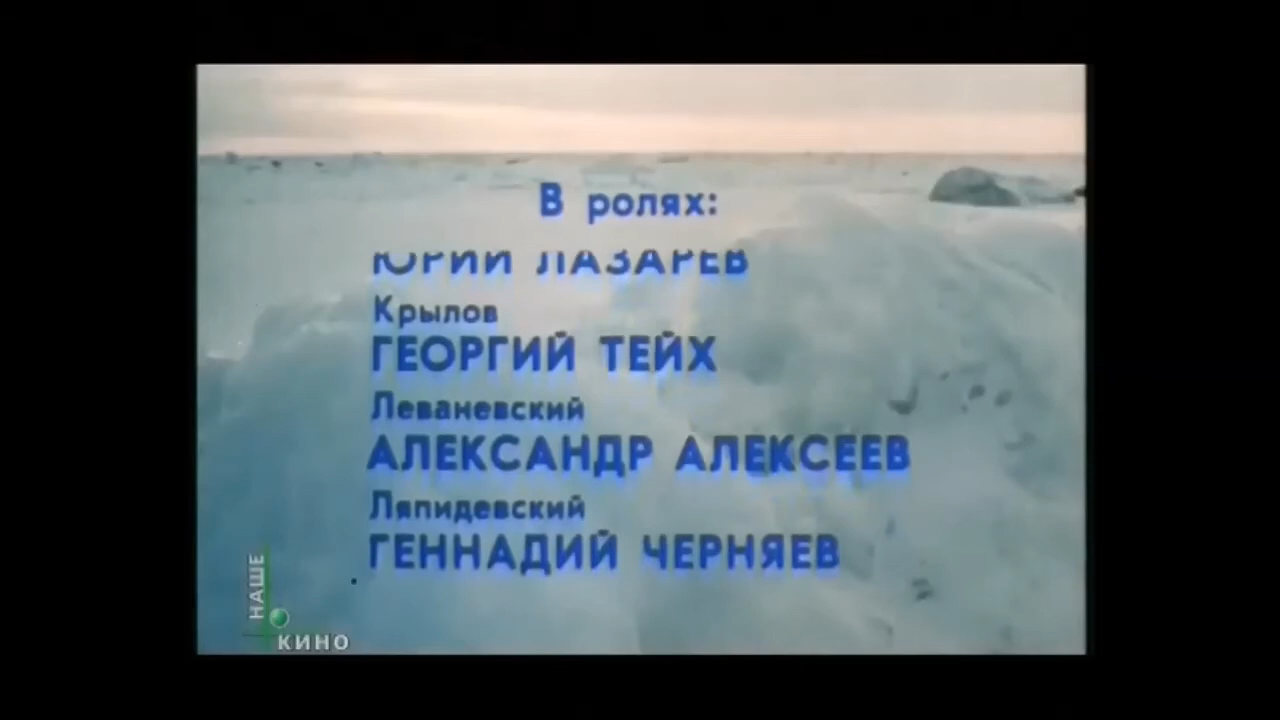 В ролях:
ЮРИЙ ЛАЗАРЕВ
Крылов
ГЕОРГИЙ ТЕЙХ
Леваневский
АЛЕКСАНДР АЛЕКСЕЕВ
Ляпидевский
ГЕННАДИЙ ЧЕРНЯЕВ
НАШЕ
КИНО